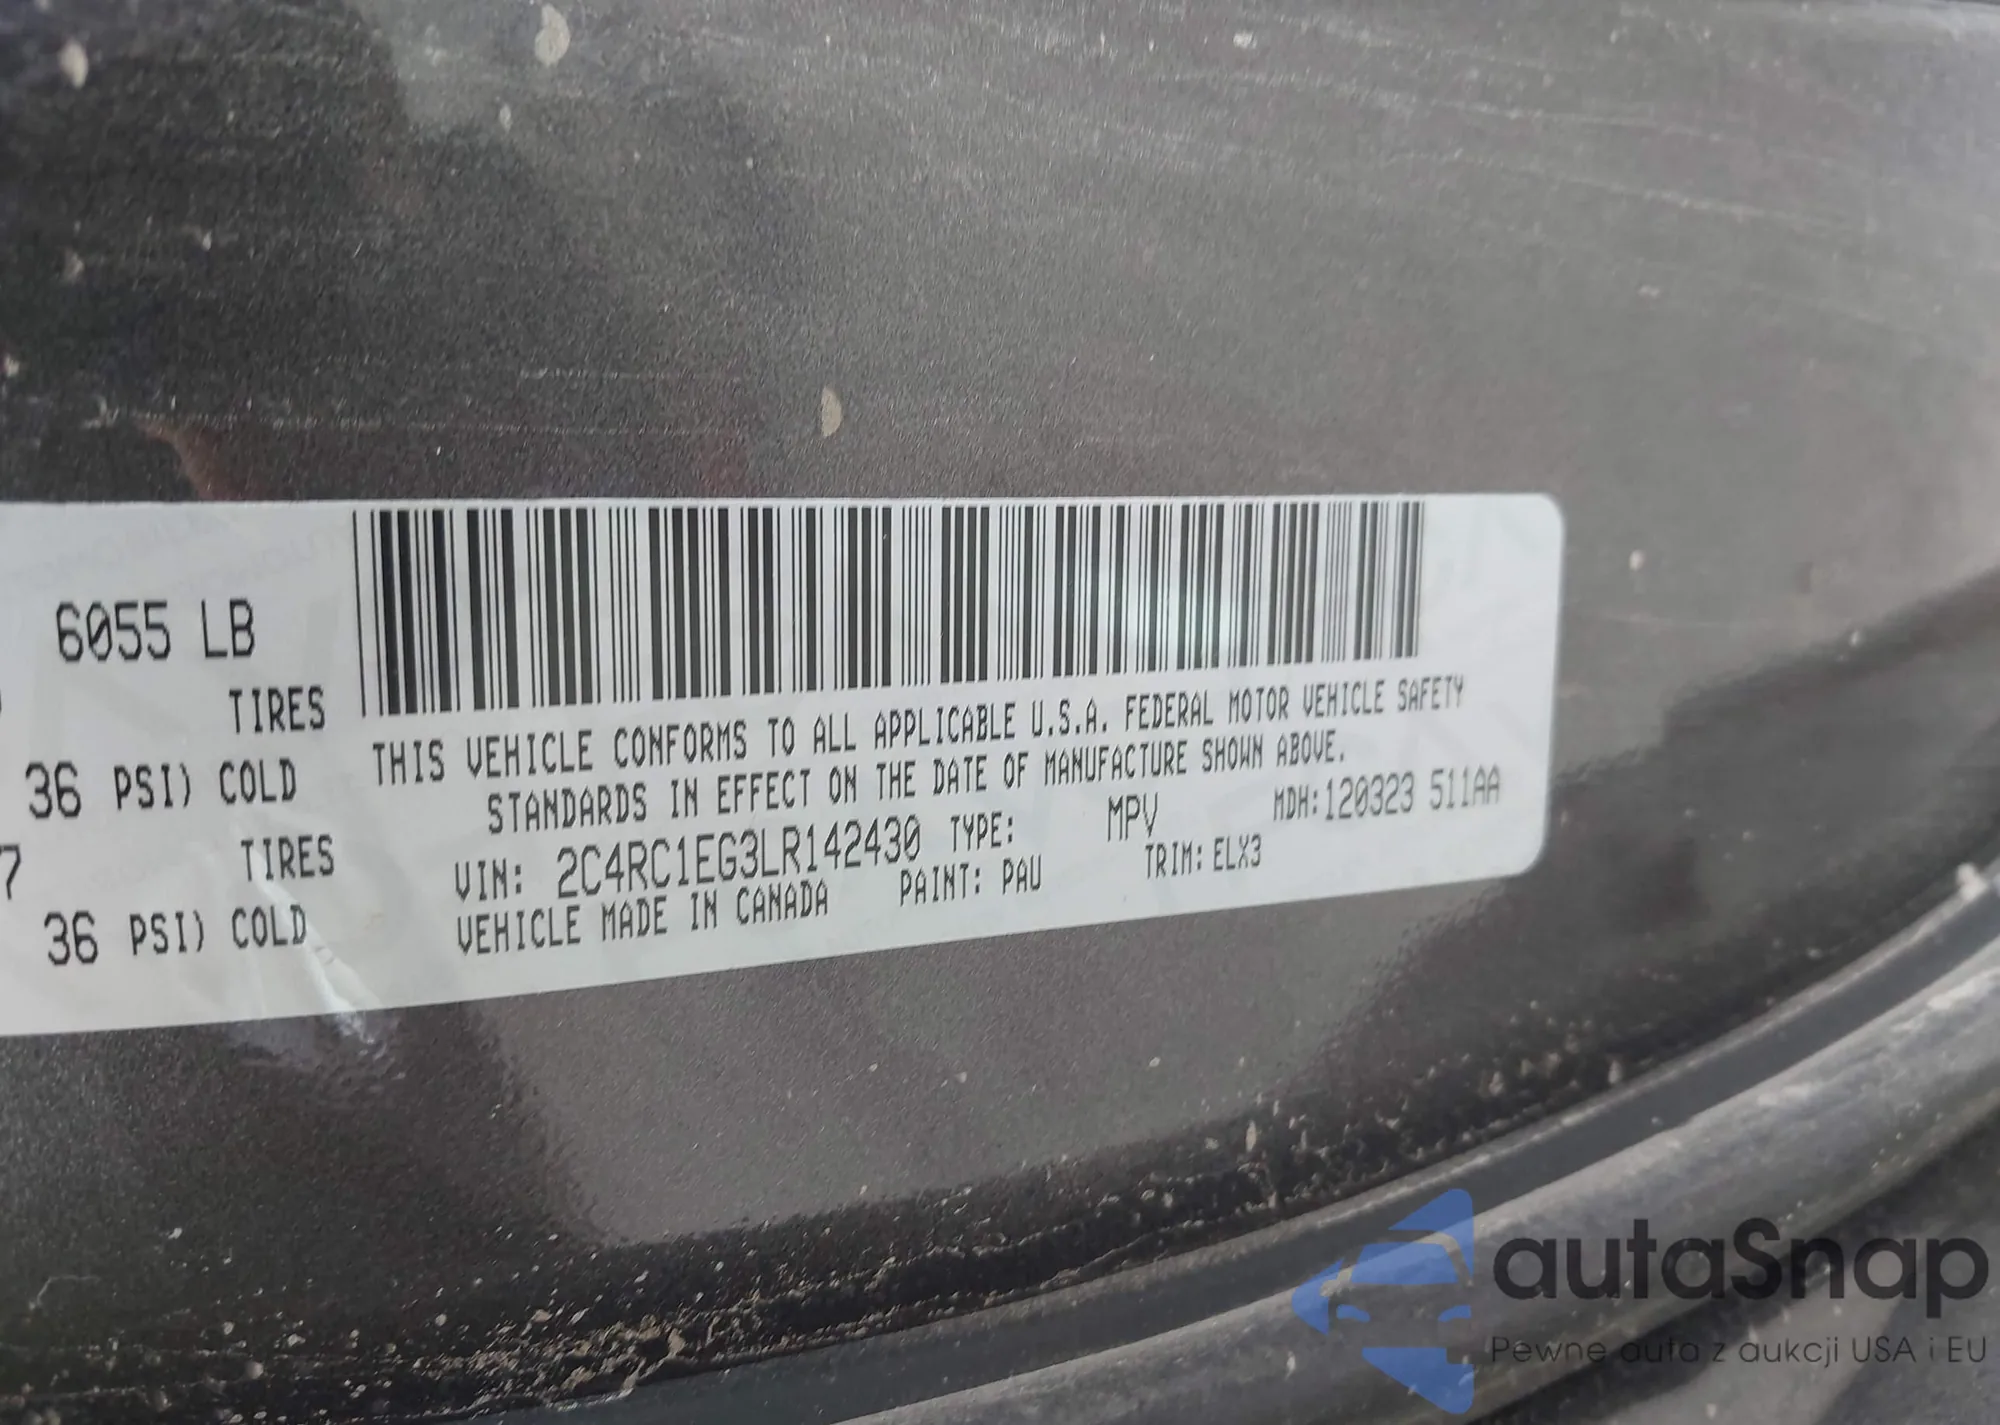 6055 LB
TIRES
36 PSI) COLD
7 TIRES
36 PSI) COLD
THIS VEHICLE CONFORMS TO ALL APPLICABLE U.S.A. FEDERAL MOTOR VEHICLE SAFETY
STANDARDS IN EFFECT ON THE DATE OF MANUFACTURE SHOWN ABOVE.
MDH:120323 511AA
VIN: 2C4RC1EG3LR142430 TYPE: MPV
VEHICLE MADE IN CANADA PAINT: PAU TRIM: ELX3
autaSnap
Pewne auta z aukcji USA i EU